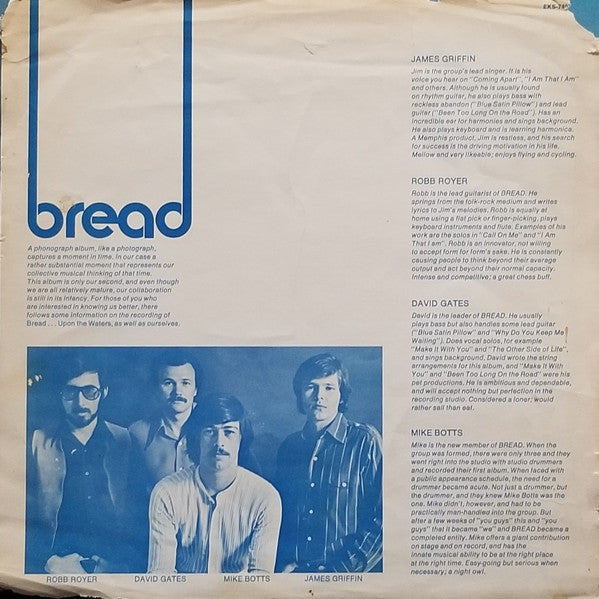 bread
A phonograph album, like a photograph,
captures a moment in time. In our case a
rather substantial moment that represents our
collective musical thinking of that time.
This album is only our second, and even though
we are all relatively mature, our collaboration
is still in its infancy. For those of you who
are interested in knowing us better, there
follows some information on the recording of
Bread . . . Upon the Waters, as well as ourselves.
ROBB ROYER DAVID GATES MIKE BOTTS JAMES GRIFFIN
JAMES GRIFFIN
Jim is the group's lead singer. It is his
voice you hear on "Coming Apart", "I Am That I Am"
and others. Although he is usually found
on rhythm guitar, he also plays bass with
reckless abandon ("Blue Satin Pillow") and lead
guitar ("Been Too Long On the Road"). Has an
incredible ear for harmonies and sings background.
He also plays keyboard and is learning harmonica.
A Memphis product, Jim is restless, and his search
for success is the driving motivation in his life.
Mellow and very likeable; enjoys flying and cycling.
ROBB ROYER
Robb is the lead guitarist of BREAD. He
springs from the folk-rock medium and writes
lyrics to Jim's melodies. Robb is equally at
home using a flat pick or finger-picking, plays
keyboard instruments and flute. Examples of his
work are the solos in "Call On Me" and "I Am
That I am". Robb is an innovator, not willing
to accept form for form's sake. He is constantly
causing people to think beyond their average
output and act beyond their normal capacity.
Intense and competitive; a great chess buff.
DAVID GATES
David is the leader of BREAD. He usually
plays bass but also handles some lead guitar
("Blue Satin Pillow" and "Why Do You Keep Me
Waiting"). Does vocal solos, for example
"Make It With You" and "The Other Side of Life",
and sings background. David wrote the string
arrangements for this album, and "Make It With
You" and "Been Too Long On the Road" were his
pet productions. He is ambitious and dependable,
and will accept nothing but perfection in the
recording studio. Considered a loner; would
rather sail than eat.
MIKE BOTTS
Mike is the new member of BREAD. When the
group was formed, there were only three and they
went right into the studio with studio drummers
and recorded their first album. When faced with
a public appearance schedule, the need for a
drummer became acute. Not just a drummer, but
the drummer, and they knew Mike Botts was the
one. Mike didn't, however, and had to be
practically man-handled into the group. But
after a few weeks of "you guys" this and "you
guys" that it became "we" and BREAD became a
completed entity. Mike offers a giant contribution
on stage and on record, and has the
innate musical ability to be at the right place
at the right time. Easy-going but serious when
necessary; a night owl.